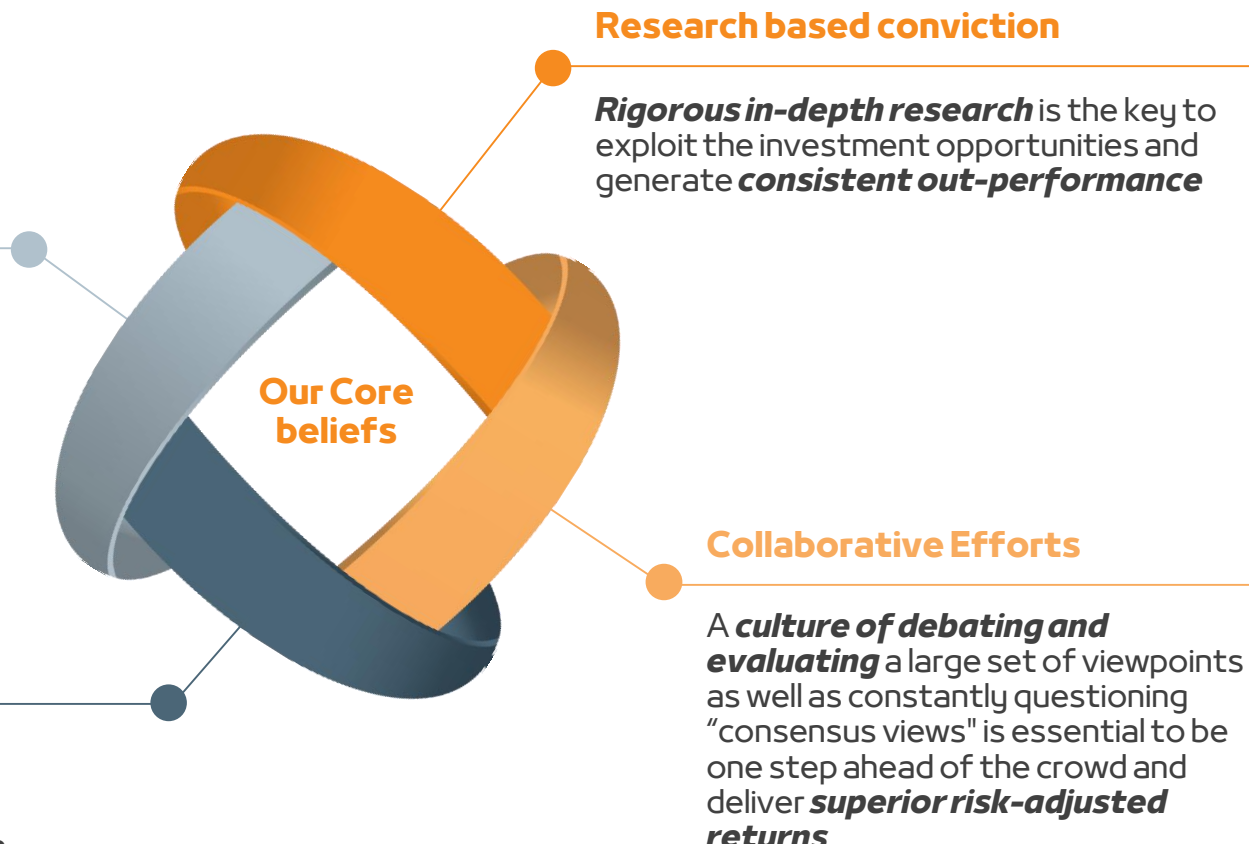 Research based conviction
Rigorous in-depth research is the key to
exploit the investment opportunities and
generate consistent out-performance
Our Core
beliefs
Collaborative Efforts
A culture of debating and
evaluating a large set of viewpoints
as well as constantly questioning
“consensus views" is essential to be
one step ahead of the crowd and
deliver superior risk-adjusted
returns